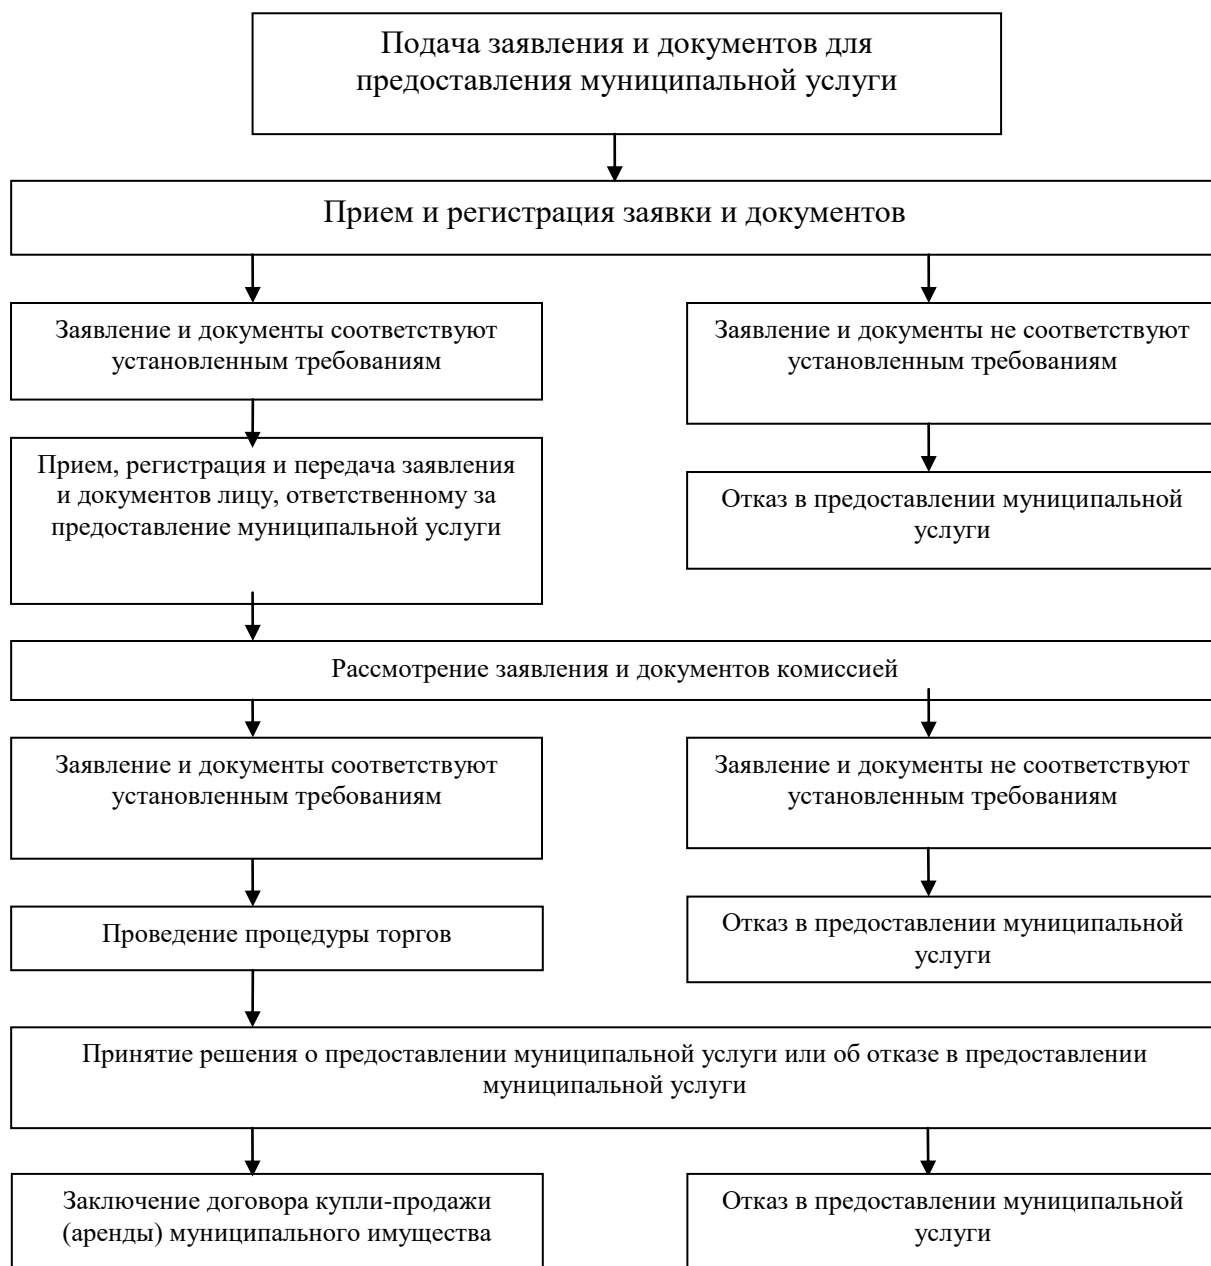 Подача заявления и документов для
предоставления муниципальной услуги
Прием и регистрация заявки и документов
Заявление и документы соответствуют
установленным требованиям
Заявление и документы не соответствуют
установленным требованиям
Прием, регистрация и передача заявления
и документов лицу, ответственному за
предоставление муниципальной услуги
Отказ в предоставлении муниципальной
услуги
Рассмотрение заявления и документов комиссией
Заявление и документы соответствуют
установленным требованиям
Заявление и документы не соответствуют
установленным требованиям
Проведение процедуры торгов
Отказ в предоставлении муниципальной
услуги
Принятие решения о предоставлении муниципальной услуги или об отказе в предоставлении
муниципальной услуги
Заключение договора купли-продажи
(аренды) муниципального имущества
Отказ в предоставлении муниципальной
услуги